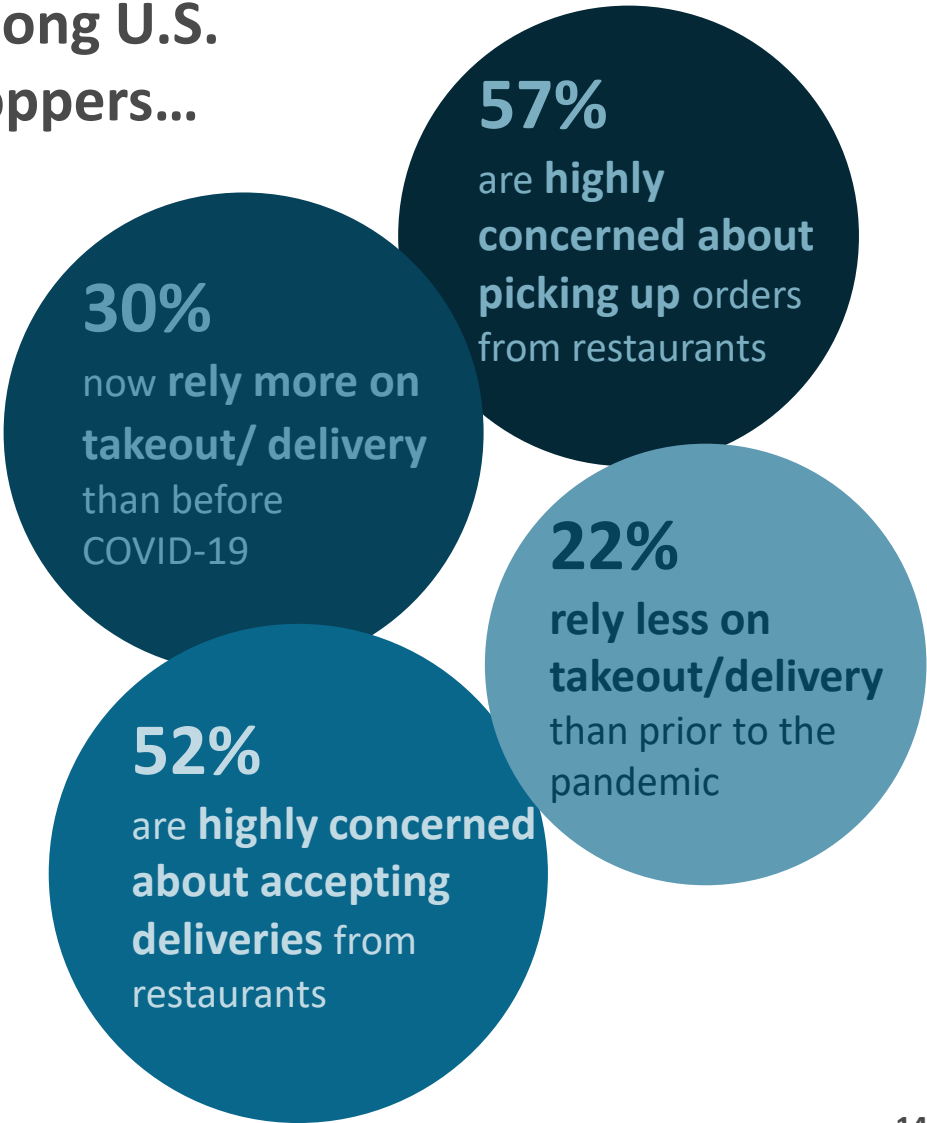 ong U.S.
ppers…
57%
are highly
concerned about
picking up orders
from restaurants
30%
now rely more on
takeout/ delivery
than before
COVID-19
22%
rely less on
takeout/delivery
than prior to the
pandemic
52%
are highly concerned
about accepting
deliveries from
restaurants
14